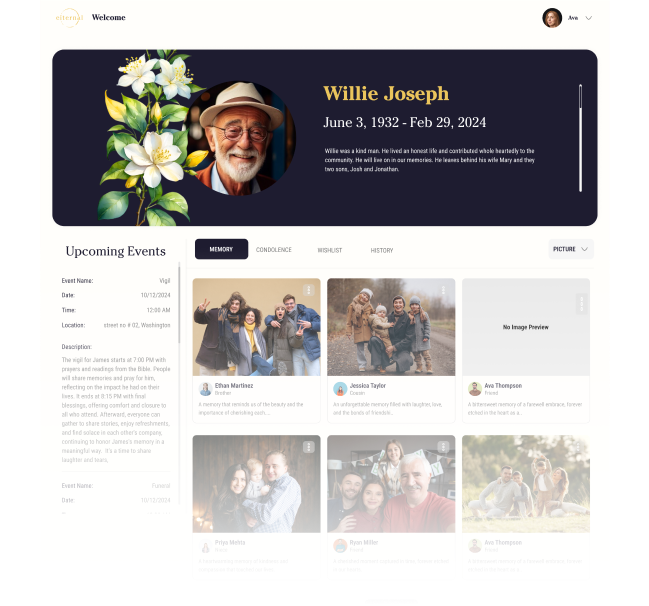 eternal
Welcome
Ava
Willie Joseph
June 3, 1932 - Feb 29, 2024
Willie was a kind man. He lived an honest life and contributed whole heartedly to the
community. He will live on in our memories. He leaves behind his wife Mary and they
two sons, Josh and Jonathan.
Upcoming Events
MEMORY
CONDOLENCE
WISHLIST
HISTORY
PICTURE
Event Name: Vigil
Date: 10/12/2024
Time: 12:00 AM
Location: street no # 02, Washington
Description:
The vigil for James starts at 7:00 PM with
prayers and readings from the Bible. People
will share memories and pray for him,
reflecting on the impact he had on their
lives. It ends at 8:15 PM with final
blessings, offering comfort and closure to
all who attend. Afterward, everyone can
gather to share stories, enjoy refreshments,
and find solace in each other's company,
continuing to honor James's memory in a
meaningful way. It's a time to share
laughter and tears,
Event Name: Funeral
Date: 15/12/2024
No Image Preview
Ethan Martinez
Brother
A memory that reminds us of the beauty and the
importance of cherishing each....
Jessica Taylor
Cousin
An unforgettable memory filled with laughter, love,
and the bonds of friendshi...
Ava Thompson
Friend
A bittersweet memory of a farewell embrace, forever
etched in the heart as a...
Priya Mehta
Ryan Miller
Ava Thompson